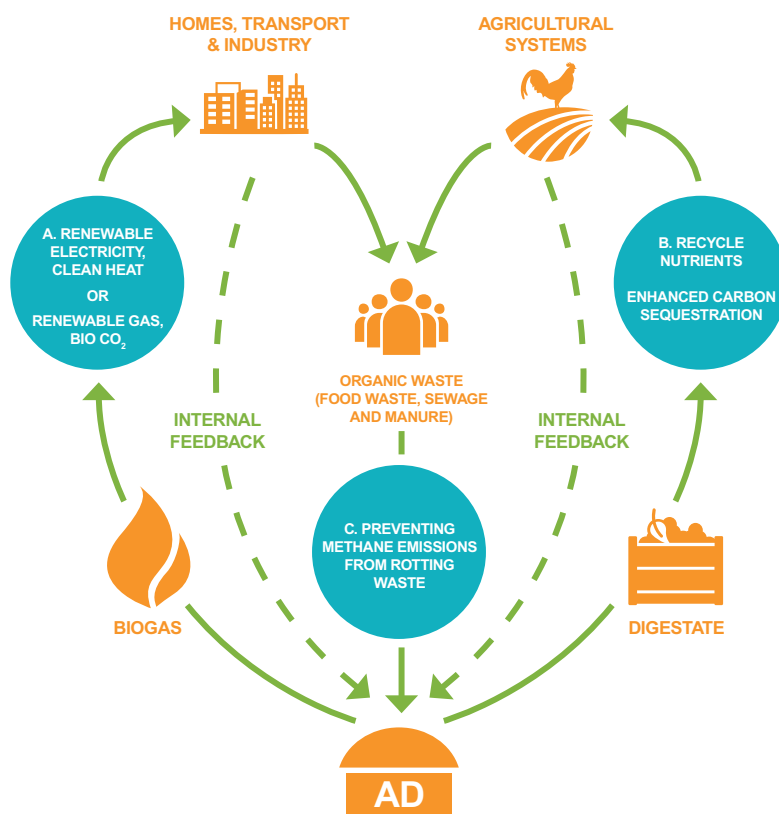 HOMES, TRANSPORT
& INDUSTRY
AGRICULTURAL
SYSTEMS
A. RENEWABLE
ELECTRICITY,
CLEAN HEAT
OR
RENEWABLE GAS,
BIO CO₂
B. RECYCLE
NUTRIENTS
ENHANCED CARBON
SEQUESTRATION
ORGANIC WASTE
(FOOD WASTE, SEWAGE
AND MANURE)
INTERNAL
FEEDBACK
INTERNAL
FEEDBACK
C. PREVENTING
METHANE EMISSIONS
FROM ROTTING
WASTE
BIOGAS
DIGESTATE
AD